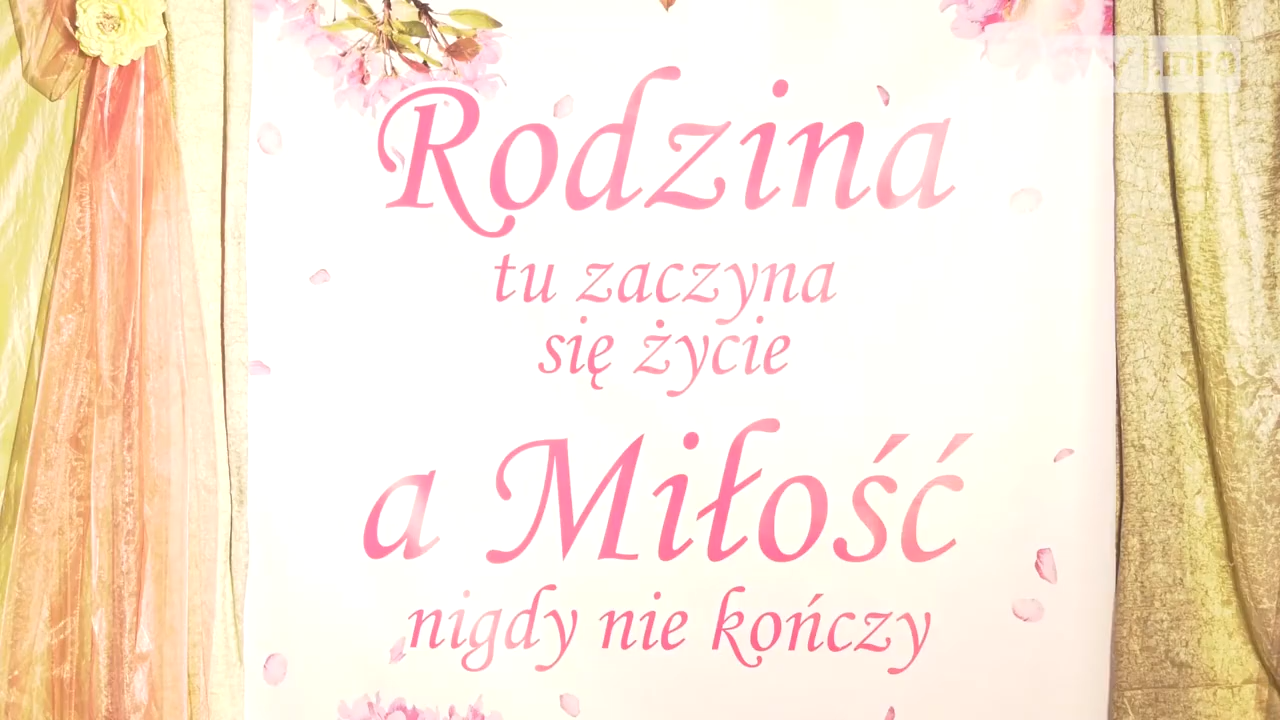 Rodzina
tu zaczyna
się życie
a Miłość
nigdy nie kończy